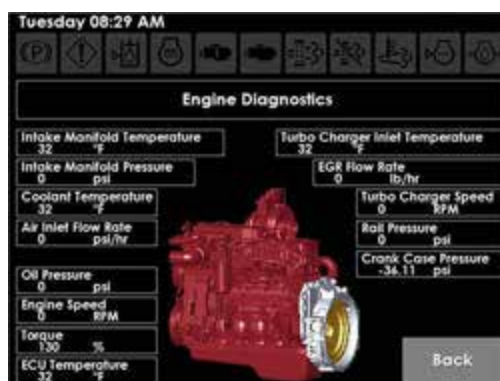 Tuesday 08:29 AM
(P)
Engine Diagnostics
Intake Manifold Temperature
32 °F
Turbo Charger Inlet Temperature
32 °F
Intake Manifold Pressure
0 psi
EGR Flow Rate
0 lb/hr
Coolant Temperature
32 °F
Turbo Charger Speed
0 RPM
Air Inlet Flow Rate
0 psi/hr
Rail Pressure
0 psi
Crank Case Pressure
-36.11 psi
Oil Pressure
0 psi
Engine Speed
0 RPM
Torque
130 %
ECU Temperature
32 °F
Back